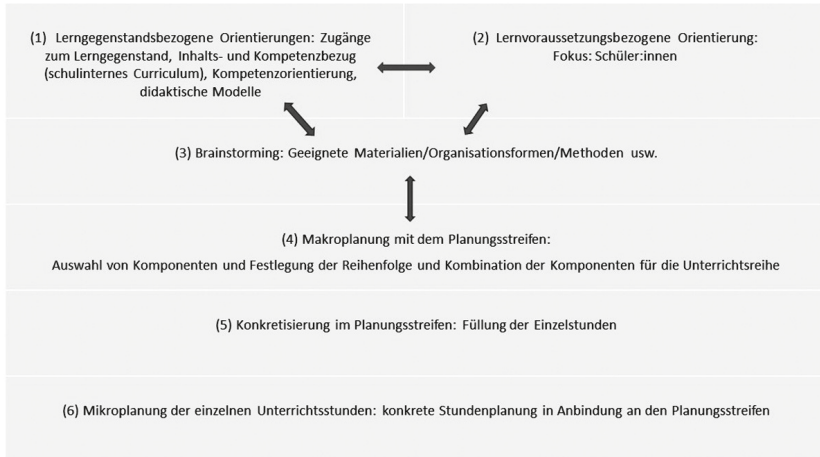 (1) Lerngegenstandsbezogene Orientierungen: Zugänge
zum Lerngegenstand, Inhalts- und Kompetenzbezug
(schulinternes Curriculum), Kompetenzorientierung,
didaktische Modelle
(2) Lernvoraussetzungsbezogene Orientierung:
Fokus: Schüler:innen
(3) Brainstorming: Geeignete Materialien/Organisationsformen/Methoden usw.
(4) Makroplanung mit dem Planungsstreifen:
Auswahl von Komponenten und Festlegung der Reihenfolge und Kombination der Komponenten für die Unterrichtsreihe
(5) Konkretisierung im Planungsstreifen: Füllung der Einzelstunden
(6) Mikroplanung der einzelnen Unterrichtsstunden: konkrete Stundenplanung in Anbindung an den Planungsstreifen